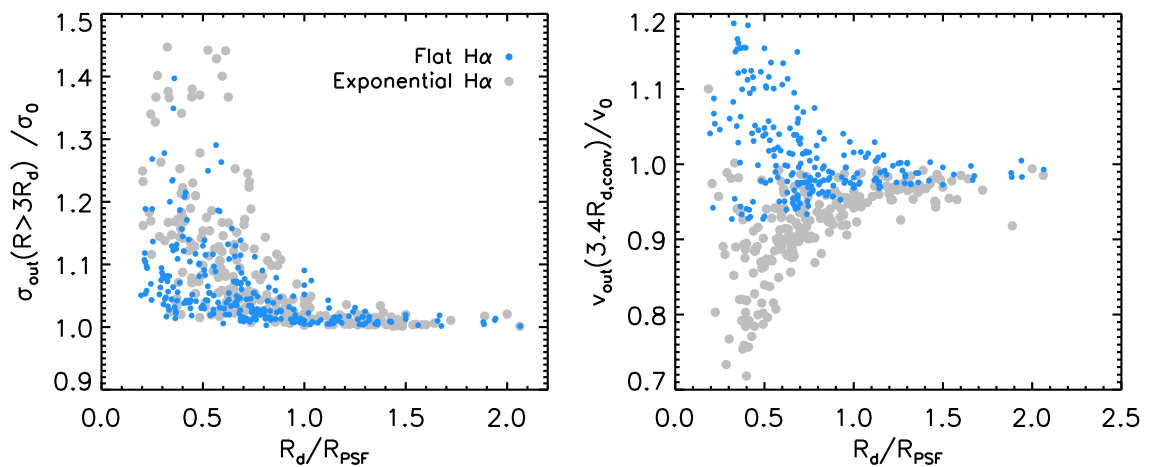 σout(R>3Rd) /σ0
1.5
1.4
1.3
1.2
1.1
1.0
0.9
Flat Hα
Exponential Hα
0.0 0.5 1.0 1.5 2.0
Rd/RPSF
vout(3.4Rd,conv)/v0
1.2
1.1
1.0
0.9
0.8
0.7
0.0 0.5 1.0 1.5 2.0 2.5
Rd/RPSF